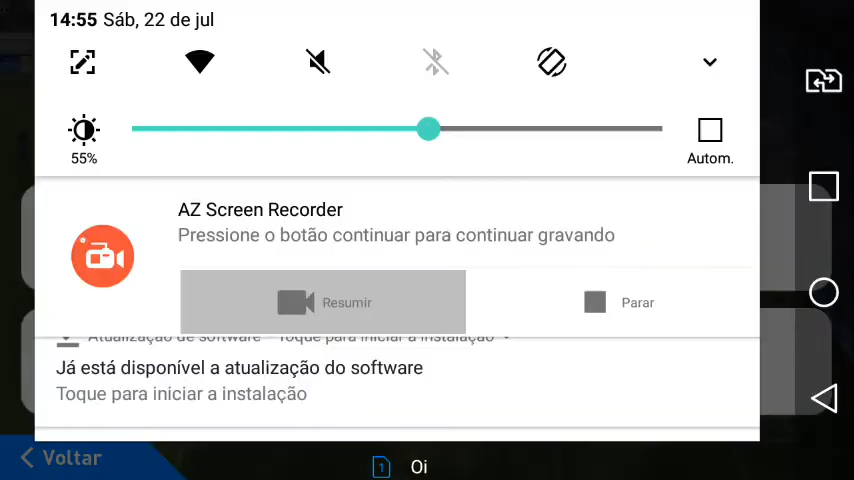 14:55 Sáb, 22 de jul
55%
Autom.
AZ Screen Recorder
Pressione o botão continuar para continuar gravando
Resumir
Parar
Atualização de software Toque para iniciar a instalação
Já está disponível a atualização do software
Toque para iniciar a instalação
Voltar
1 Oi